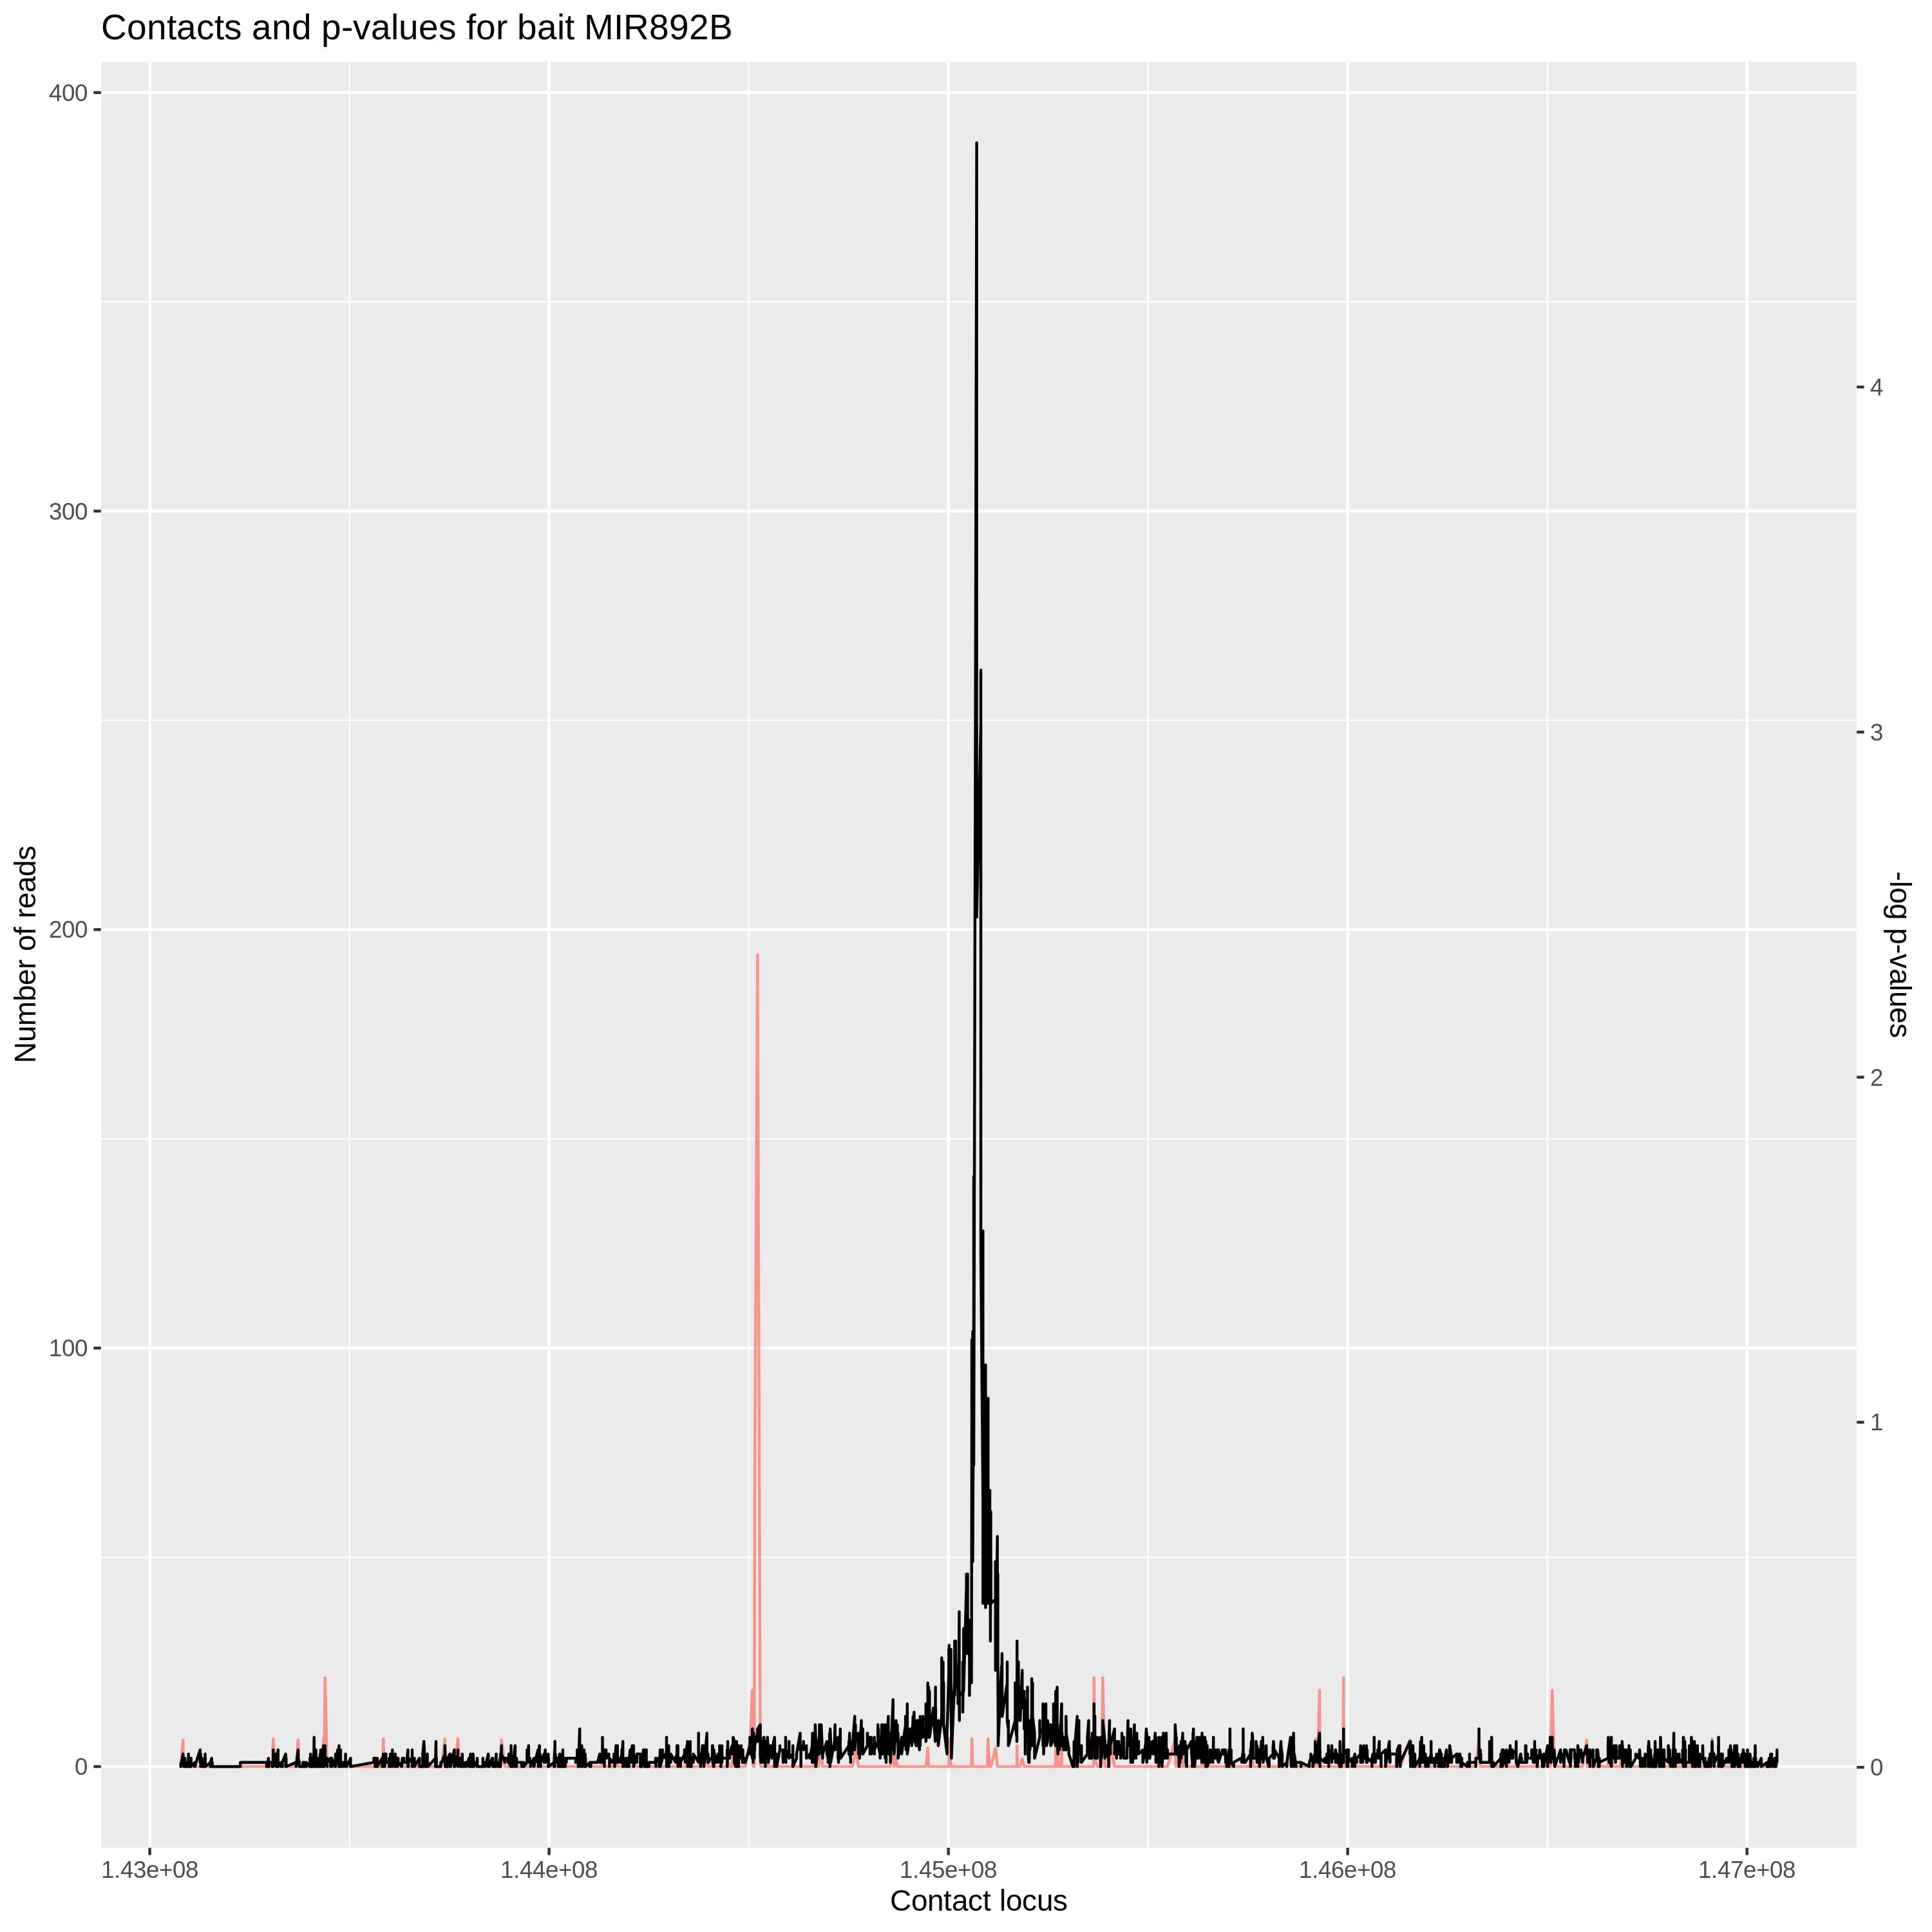 Contacts and p-values for bait MIR892B
400
300
200
100
0
Number of reads
4
3
2
1
0
-log p-values
1.43e+08 1.44e+08 1.45e+08 1.46e+08 1.47e+08
Contact locus